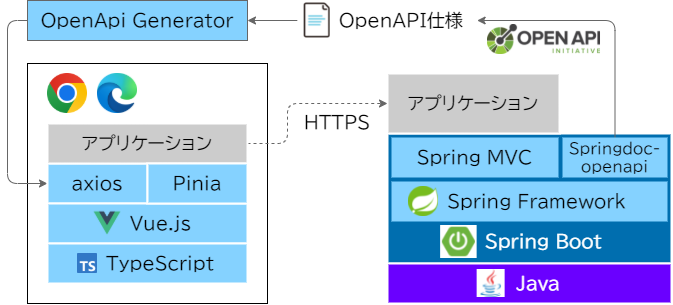 OpenApi Generator
OpenAPI仕様
OPEN API
INITIATIVE
アプリケーション
HTTPS
アプリケーション
axios
Pinia
Vue.js
TS
TypeScript
Spring MVC
Springdoc-
openapi
Spring Framework
Spring Boot
Java